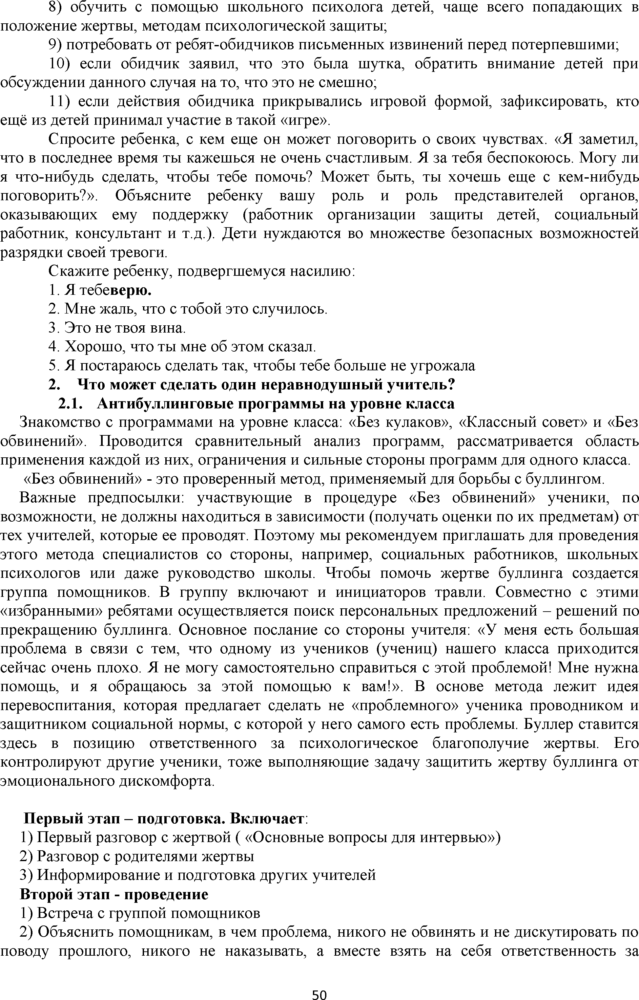 8) обучить с помощью школьного психолога детей, чаще всего попадающих в
положение жертвы, методам психологической защиты;
9) потребовать от ребят-обидчиков письменных извинений перед потерпевшими;
10) если обидчик заявил, что это была шутка, обратить внимание детей при
обсуждении данного случая на то, что это не смешно;
11) если действия обидчика прикрывались игровой формой, зафиксировать, кто
ещё из детей принимал участие в такой «игре».
Спросите ребенка, с кем еще он может поговорить о своих чувствах. «Я заметил,
что в последнее время ты кажешься не очень счастливым. Я за тебя беспокоюсь. Могу ли
я что-нибудь сделать, чтобы тебе помочь? Может быть, ты хочешь еще с кем-нибудь
поговорить?». Объясните ребенку вашу роль и роль представителей органов,
оказывающих ему поддержку (работник организации защиты детей, социальный
работник, консультант и т.д.). Дети нуждаются во множестве безопасных возможностей
разрядки своей тревоги.
Скажите ребенку, подвергшемуся насилию:
1. Я тебеверю.
2. Мне жаль, что с тобой это случилось.
3. Это не твоя вина.
4. Хорошо, что ты мне об этом сказал.
5. Я постараюсь сделать так, чтобы тебе больше не угрожала
2. Что может сделать один неравнодушный учитель?
2.1. Антибуллинговые программы на уровне класса
Знакомство с программами на уровне класса: «Без кулаков», «Классный совет» и «Без
обвинений». Проводится сравнительный анализ программ, рассматривается область
применения каждой из них, ограничения и сильные стороны программ для одного класса.
«Без обвинений» - это проверенный метод, применяемый для борьбы с буллингом.
Важные предпосылки: участвующие в процедуре «Без обвинений» ученики, по
возможности, не должны находиться в зависимости (получать оценки по их предметам) от
тех учителей, которые ее проводят. Поэтому мы рекомендуем приглашать для проведения
этого метода специалистов со стороны, например, социальных работников, школьных
психологов или даже руководство школы. Чтобы помочь жертве буллинга создается
группа помощников. В группу включают и инициаторов травли. Совместно с этими
«избранными» ребятами осуществляется поиск персональных предложений – решений по
прекращению буллинга. Основное послание со стороны учителя: «У меня есть большая
проблема в связи с тем, что одному из учеников (учениц) нашего класса приходится
сейчас очень плохо. Я не могу самостоятельно справиться с этой проблемой! Мне нужна
помощь, и я обращаюсь за этой помощью к вам!». В основе метода лежит идея
перевоспитания, которая предлагает сделать не «проблемного» ученика проводником и
защитником социальной нормы, с которой у него самого есть проблемы. Буллер ставится
здесь в позицию ответственного за психологическое благополучие жертвы. Его
контролируют другие ученики, тоже выполняющие задачу защитить жертву буллинга от
эмоционального дискомфорта.
Первый этап – подготовка. Включает:
1) Первый разговор с жертвой ( «Основные вопросы для интервью»)
2) Разговор с родителями жертвы
3) Информирование и подготовка других учителей
Второй этап - проведение
1) Встреча с группой помощников
2) Объяснить помощникам, в чем проблема, никого не обвинять и не дискутировать по
поводу прошлого, никого не наказывать, а вместе взять на себя ответственность за
50